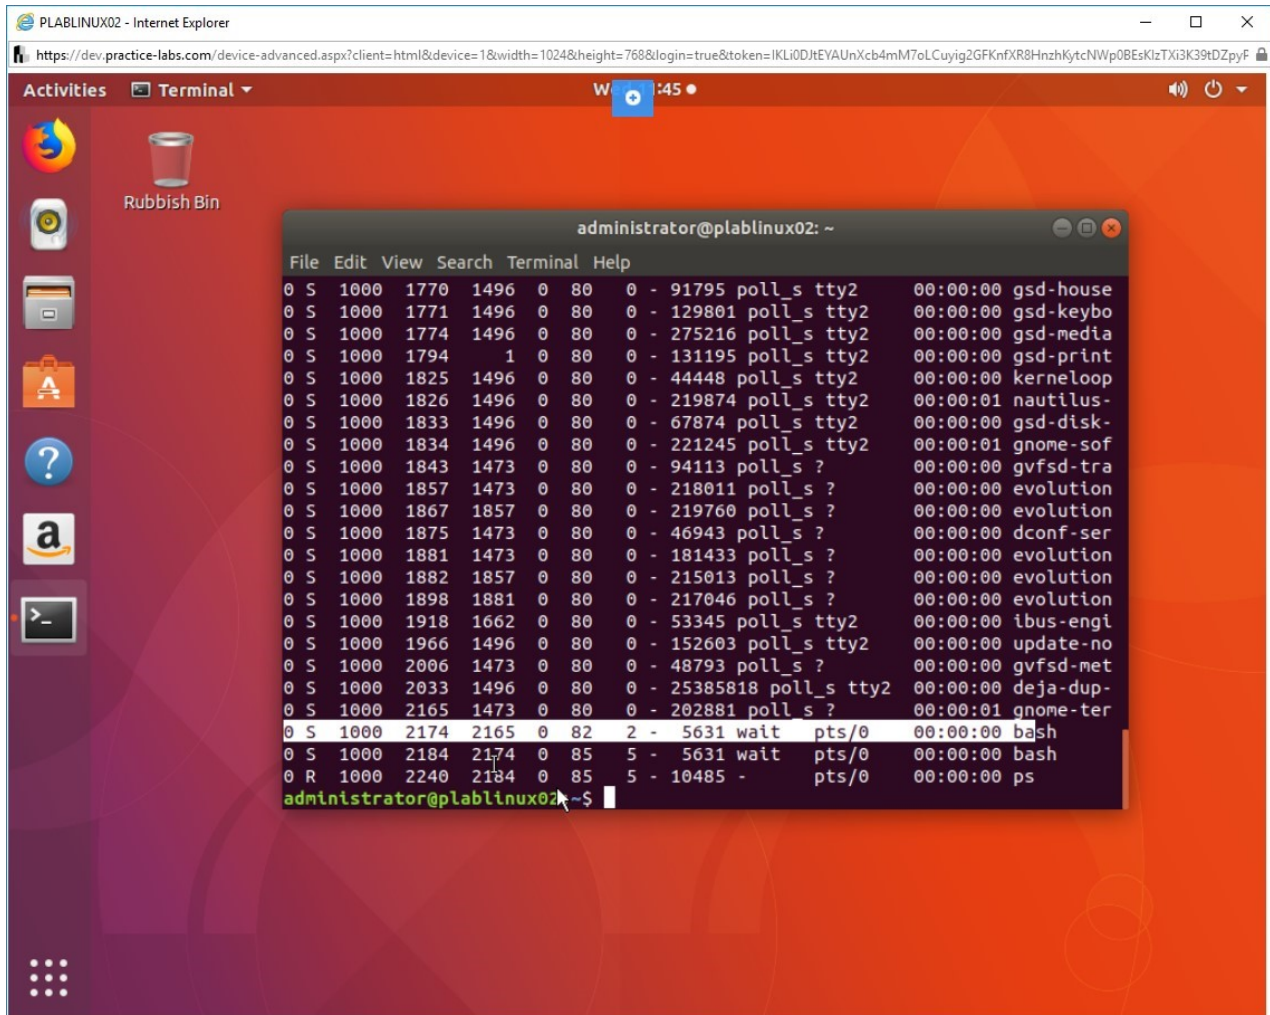 PLABLINUX02 - Internet Explorer
https://dev.practice-labs.com/device-advanced.aspx?client=html&device=1&width=1024&height=768&login=true&token=
Activities Terminal :45
Rubbish Bin
administrator@plablinux02: ~
File Edit View Search Terminal Help
0 S 1000 1770 1496 0 80 0 - 91795 poll_s tty2 00:00:00 gsd-house
0 S 1000 1771 1496 0 80 0 - 129801 poll_s tty2 00:00:00 gsd-keybo
0 S 1000 1774 1496 0 80 0 - 275216 poll_s tty2 00:00:00 gsd-media
0 S 1000 1794 1 0 80 0 - 131195 poll_s tty2 00:00:00 gsd-print
0 S 1000 1825 1496 0 80 0 - 44448 poll_s tty2 00:00:00 kerneloop
0 S 1000 1826 1496 0 80 0 - 219874 poll_s tty2 00:00:01 nautilus-
0 S 1000 1833 1496 0 80 0 - 67874 poll_s tty2 00:00:00 gsd-disk-
0 S 1000 1834 1496 0 80 0 - 221245 poll_s tty2 00:00:01 gnome-sof
0 S 1000 1843 1473 0 80 0 - 94113 poll_s ? 00:00:00 gvfsd-tra
0 S 1000 1857 1473 0 80 0 - 218011 poll_s ? 00:00:00 evolution
0 S 1000 1867 1857 0 80 0 - 219760 poll_s ? 00:00:00 evolution
0 S 1000 1875 1473 0 80 0 - 46943 poll_s ? 00:00:00 dconf-ser
0 S 1000 1881 1473 0 80 0 - 181433 poll_s ? 00:00:00 evolution
0 S 1000 1882 1857 0 80 0 - 215013 poll_s ? 00:00:00 evolution
0 S 1000 1898 1881 0 80 0 - 217046 poll_s ? 00:00:00 evolution
0 S 1000 1918 1662 0 80 0 - 53345 poll_s tty2 00:00:00 ibus-engi
0 S 1000 1966 1496 0 80 0 - 152603 poll_s tty2 00:00:00 update-no
0 S 1000 2006 1473 0 80 0 - 48793 poll_s ? 00:00:00 gvfsd-met
0 S 1000 2033 1496 0 80 0 - 25385818 poll_s tty2 00:00:00 deja-dup-
0 S 1000 2165 1473 0 80 0 - 202881 poll_s ? 00:00:01 gnome-ter
0 S 1000 2174 2165 0 82 2 - 5631 wait pts/0 00:00:00 bash
0 S 1000 2184 2174 0 85 5 - 5631 wait pts/0 00:00:00 bash
0 R 1000 2240 2184 0 85 5 - 10485 - pts/0 00:00:00 ps
administrator@plablinux02:~$